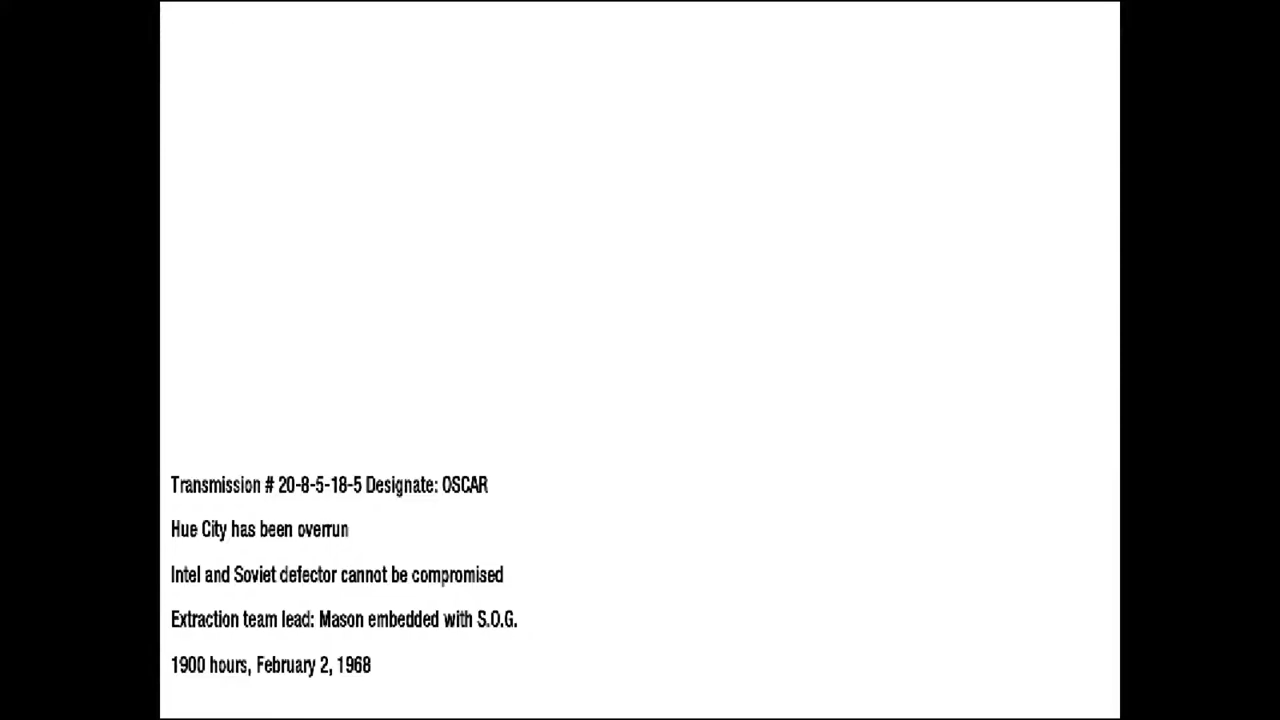 Transmission # 20-8-5-18-5 Designate: OSCAR
Hue City has been overrun
Intel and Soviet defector cannot be compromised
Extraction team lead: Mason embedded with S.O.G.
1900 hours, February 2, 1968